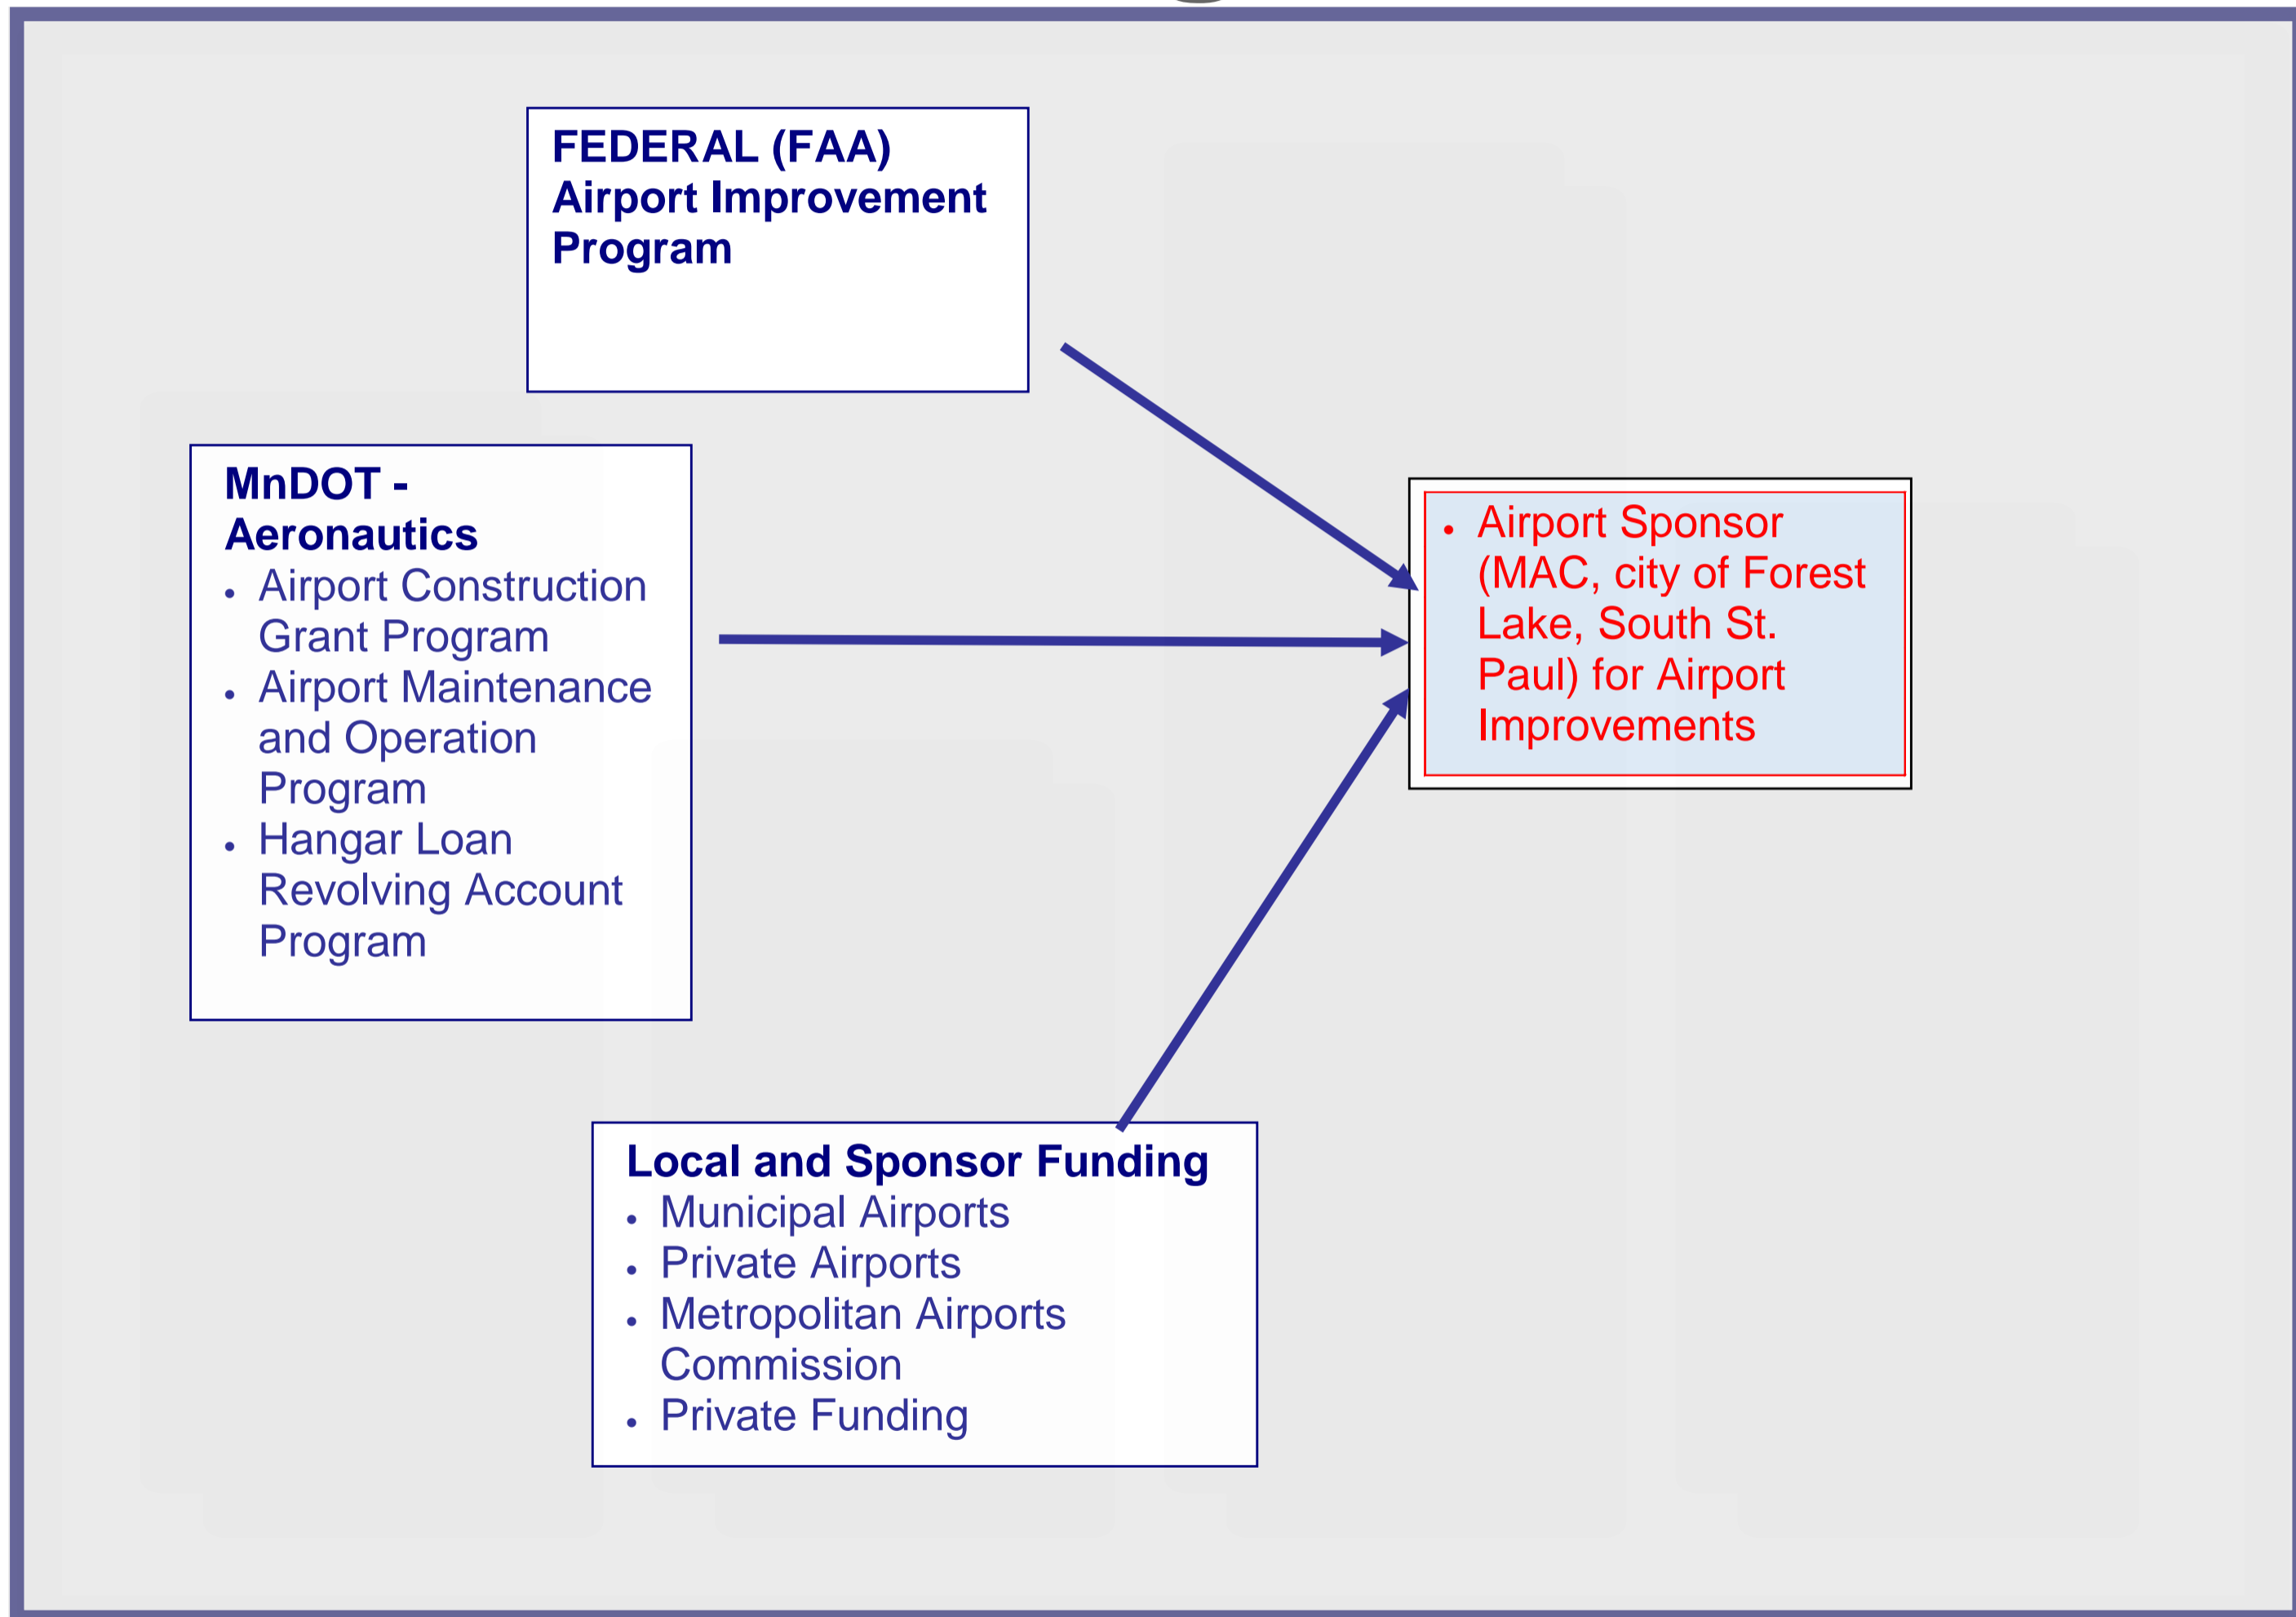 FEDERAL (FAA)
Airport Improvement
Program
MnDOT -
Aeronautics
• Airport Construction
Grant Program
• Airport Maintenance
and Operation
Program
• Hangar Loan
Revolving Account
Program
• Airport Sponsor
(MAC, city of Forest
Lake, South St.
Paul) for Airport
Improvements
Local and Sponsor Funding
• Municipal Airports
• Private Airports
• Metropolitan Airports
Commission
• Private Funding